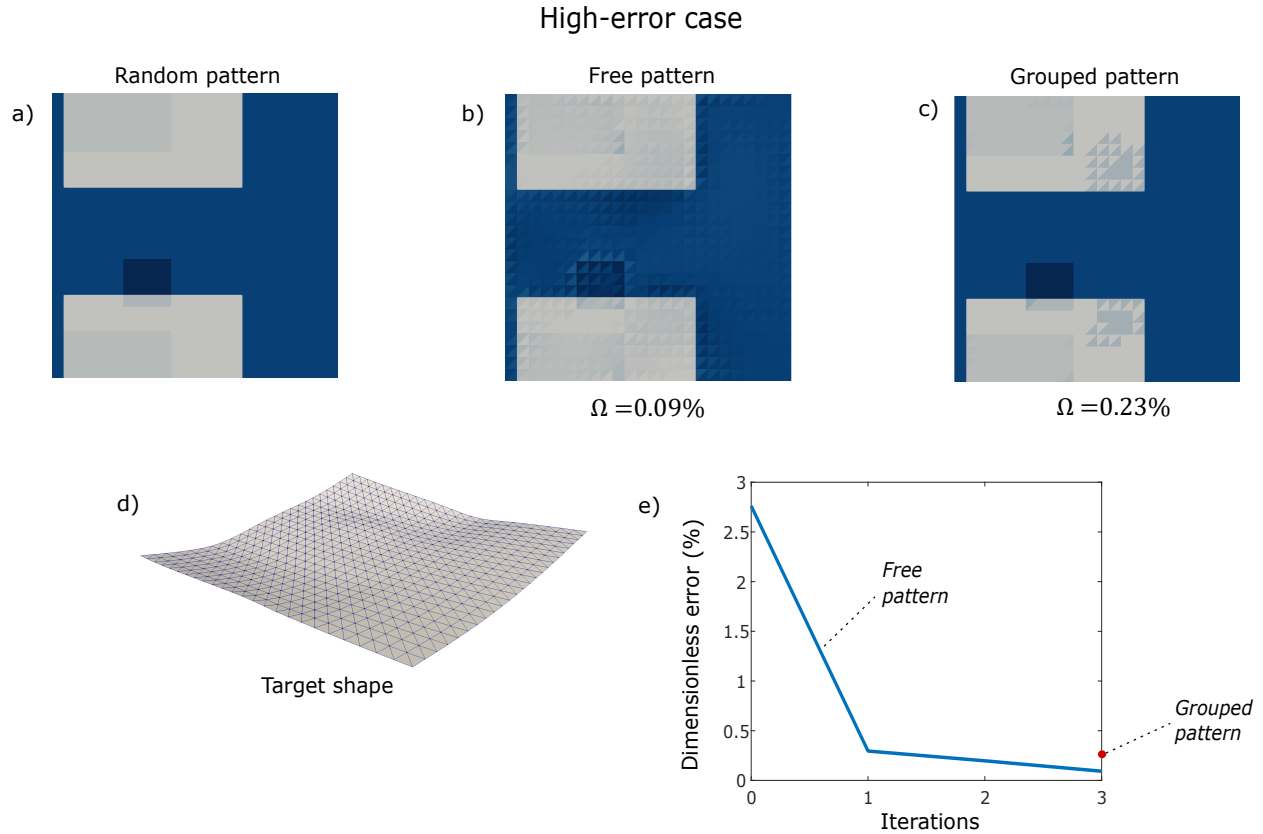 High-error case
Random pattern
Free pattern
Grouped pattern
a)
b)
c)
Ω =0.09%
Ω =0.23%
d)
Target shape
e)
Dimensionless error (%)
3
2.5
2
1.5
1
0.5
0
Free
pattern
Grouped
pattern
0
1
2
3
Iterations